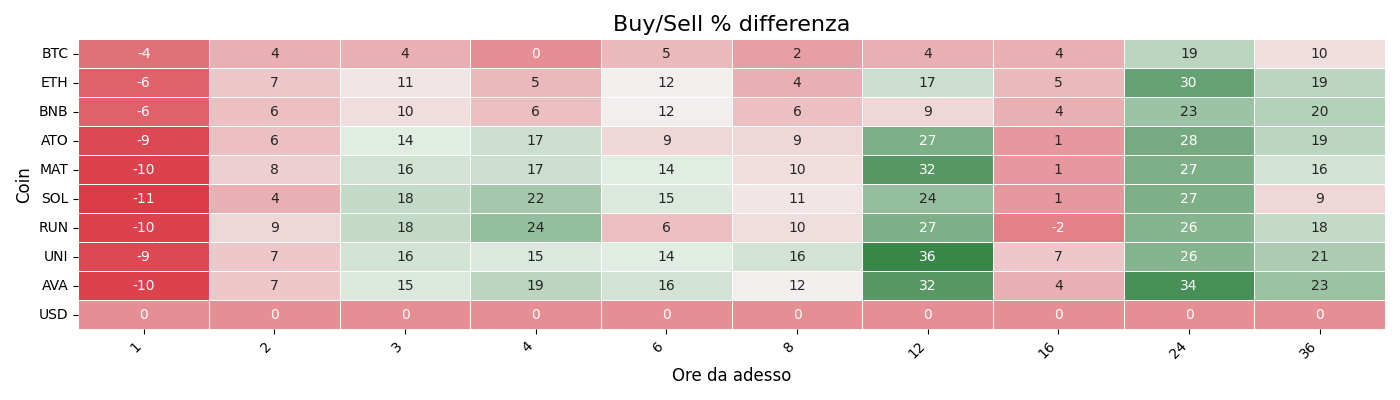 Buy/Sell % differenza
Coin
BTC -4 4 4 0 5 2 4 4 19 10
ETH -6 7 11 5 12 4 17 5 30 19
BNB -6 6 10 6 12 6 9 4 23 20
ATO -9 6 14 17 9 9 27 1 28 19
MAT -10 8 16 17 14 10 32 1 27 16
SOL -11 4 18 22 15 11 24 1 27 9
RUN -10 9 18 24 6 10 27 -2 26 18
UNI -9 7 16 15 14 16 36 7 26 21
AVA -10 7 15 19 16 12 32 4 34 23
USD 0 0 0 0 0 0 0 0 0 0
1 2 3 4 6 8 12 16 24 36
Ore da adesso